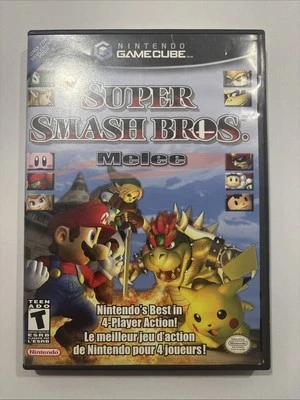 NINTENDO
GAMECUBE
SUPER
SMASH BROS.
Melee
Nintendo's Best in
4-Player Action!
Le meilleur jeu d'action
de Nintendo pour 4 joueurs!
TEEN
ADO
T
ESRB
Nintendo